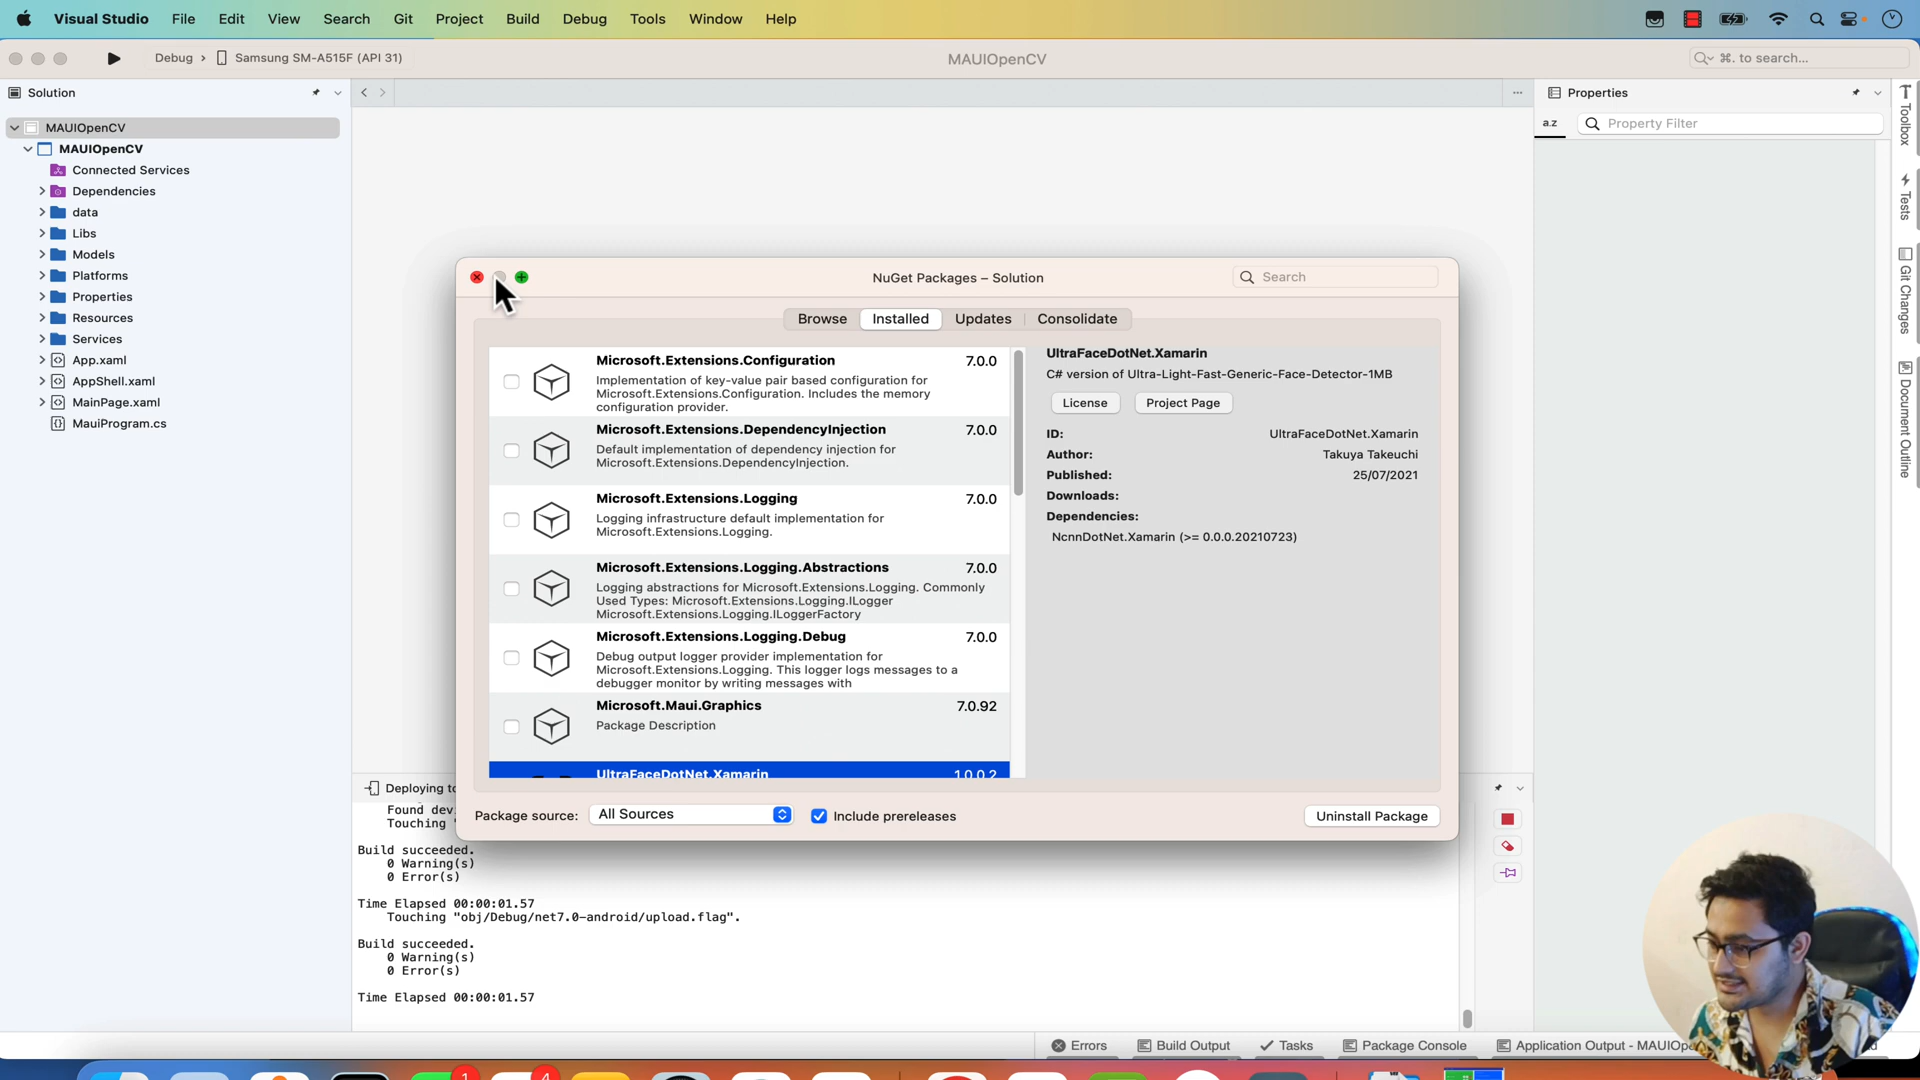 Visual Studio File Edit View Search Git Project Build Debug Tools Window Help
Debug › Samsung SM-A515F (API 31)
MAUIOpenCV
⌘. to search...
Solution
MAUIOpenCV
MAUIOpenCV
Connected Services
Dependencies
data
Libs
Models
Platforms
Properties
Resources
Services
App.xaml
AppShell.xaml
MainPage.xaml
MauiProgram.cs
NuGet Packages – Solution
Search
Browse Installed Updates Consolidate
Microsoft.Extensions.Configuration 7.0.0
Implementation of key-value pair based configuration for
Microsoft.Extensions.Configuration. Includes the memory
configuration provider.
Microsoft.Extensions.DependencyInjection 7.0.0
Default implementation of dependency injection for
Microsoft.Extensions.DependencyInjection.
Microsoft.Extensions.Logging 7.0.0
Logging infrastructure default implementation for
Microsoft.Extensions.Logging.
Microsoft.Extensions.Logging.Abstractions 7.0.0
Logging abstractions for Microsoft.Extensions.Logging. Commonly
Used Types: Microsoft.Extensions.Logging.ILogger
Microsoft.Extensions.Logging.ILoggerFactory
Microsoft.Extensions.Logging.Debug 7.0.0
Debug output logger provider implementation for
Microsoft.Extensions.Logging. This logger logs messages to a
debugger monitor by writing messages with
Microsoft.Maui.Graphics 7.0.92
Package Description
UltraFaceDotNet.Xamarin 1.0.0.2
UltraFaceDotNet.Xamarin
C# version of Ultra-Light-Fast-Generic-Face-Detector-1MB
License Project Page
ID: UltraFaceDotNet.Xamarin
Author: Takuya Takeuchi
Published: 25/07/2021
Downloads:
Dependencies:
NcnnDotNet.Xamarin (>= 0.0.0.20210723)
Package source: All Sources Include prereleases Uninstall Package
Deploying to
Found dev
Touching "
Build succeeded.
0 Warning(s)
0 Error(s)
Time Elapsed 00:00:01.57
Touching "obj/Debug/net7.0-android/upload.flag".
Build succeeded.
0 Warning(s)
0 Error(s)
Time Elapsed 00:00:01.57
Properties
a.z Property Filter
Toolbox
Tests
Git Changes
Document Outline
Errors Build Output Tasks Package Console Application Output - MAUIOp
1
4